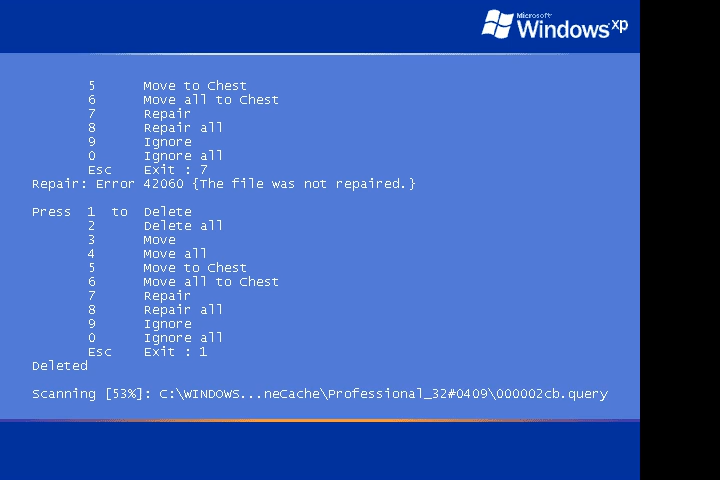 Microsoft
Windows xp
5 Move to Chest
6 Move all to Chest
7 Repair
8 Repair all
9 Ignore
0 Ignore all
Esc Exit : 7
Repair: Error 42060 {The file was not repaired.}
Press 1 to Delete
2 Delete all
3 Move
4 Move all
5 Move to Chest
6 Move all to Chest
7 Repair
8 Repair all
9 Ignore
0 Ignore all
Esc Exit : 1
Deleted
Scanning [53%]: C:\WINDOWS...neCache\Professional_32#0409\000002cb.query